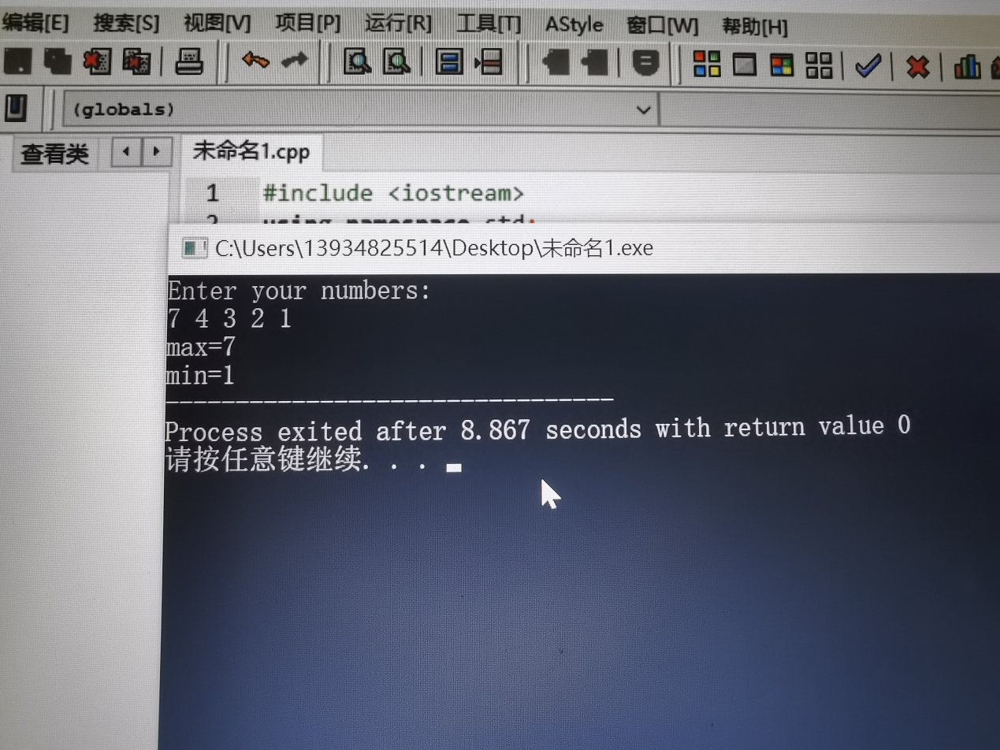 编辑[E] 搜索[S] 视图[V] 项目[P] 运行[R] 工具[T] AStyle 窗口[W] 帮助[H]
(globals)
查看类 未命名1.cpp
1 #include <iostream>
2 using namespace std;
C:\Users\13934825514\Desktop\未命名1.exe
Enter your numbers:
7 4 3 2 1
max=7
min=1
--------------------------------
Process exited after 8.867 seconds with return value 0
请按任意键继续. . .